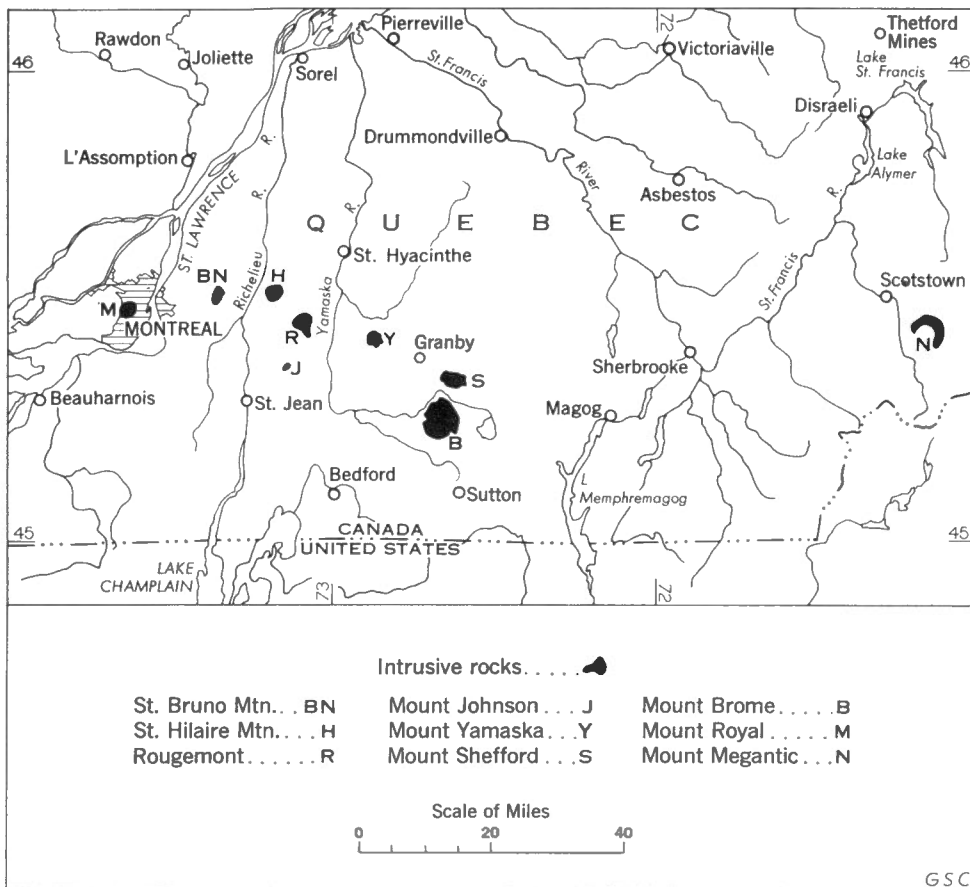 Pierreville
Thetford
Mines
Rawdon
Joliette
Victoriaville
72
46
Sorel
St. Francis
Lake
St. Francis
46
Disraeli
Drummondville
L'Assumption
River
Lake
Alymer
R.
Asbestos
R.
ST. LAWRENCE
R.
R.
QUEBEC
St. Hyacinthe
St. Francis
BN
H
Richelieu
Scotstown
M
MONTREAL
Yamaska
R
Y
N
Granby
Sherbrooke
J
S
Beauharnois
St. Jean
Magog
B
Bedford
Sutton
L
Memphremagog
45
CANADA
UNITED STATES
45
LAKE
CHAMPLAIN
73
72
Intrusive rocks.....
St. Bruno Mtn... BN
Mount Johnson... J
Mount Brome..... B
St. Hilaire Mtn.... H
Mount Yamaska.. Y
Mount Royal..... M
Rougemont...... R
Mount Shefford... S
Mount Megantic... N
Scale of Miles
0 20 40
GSC